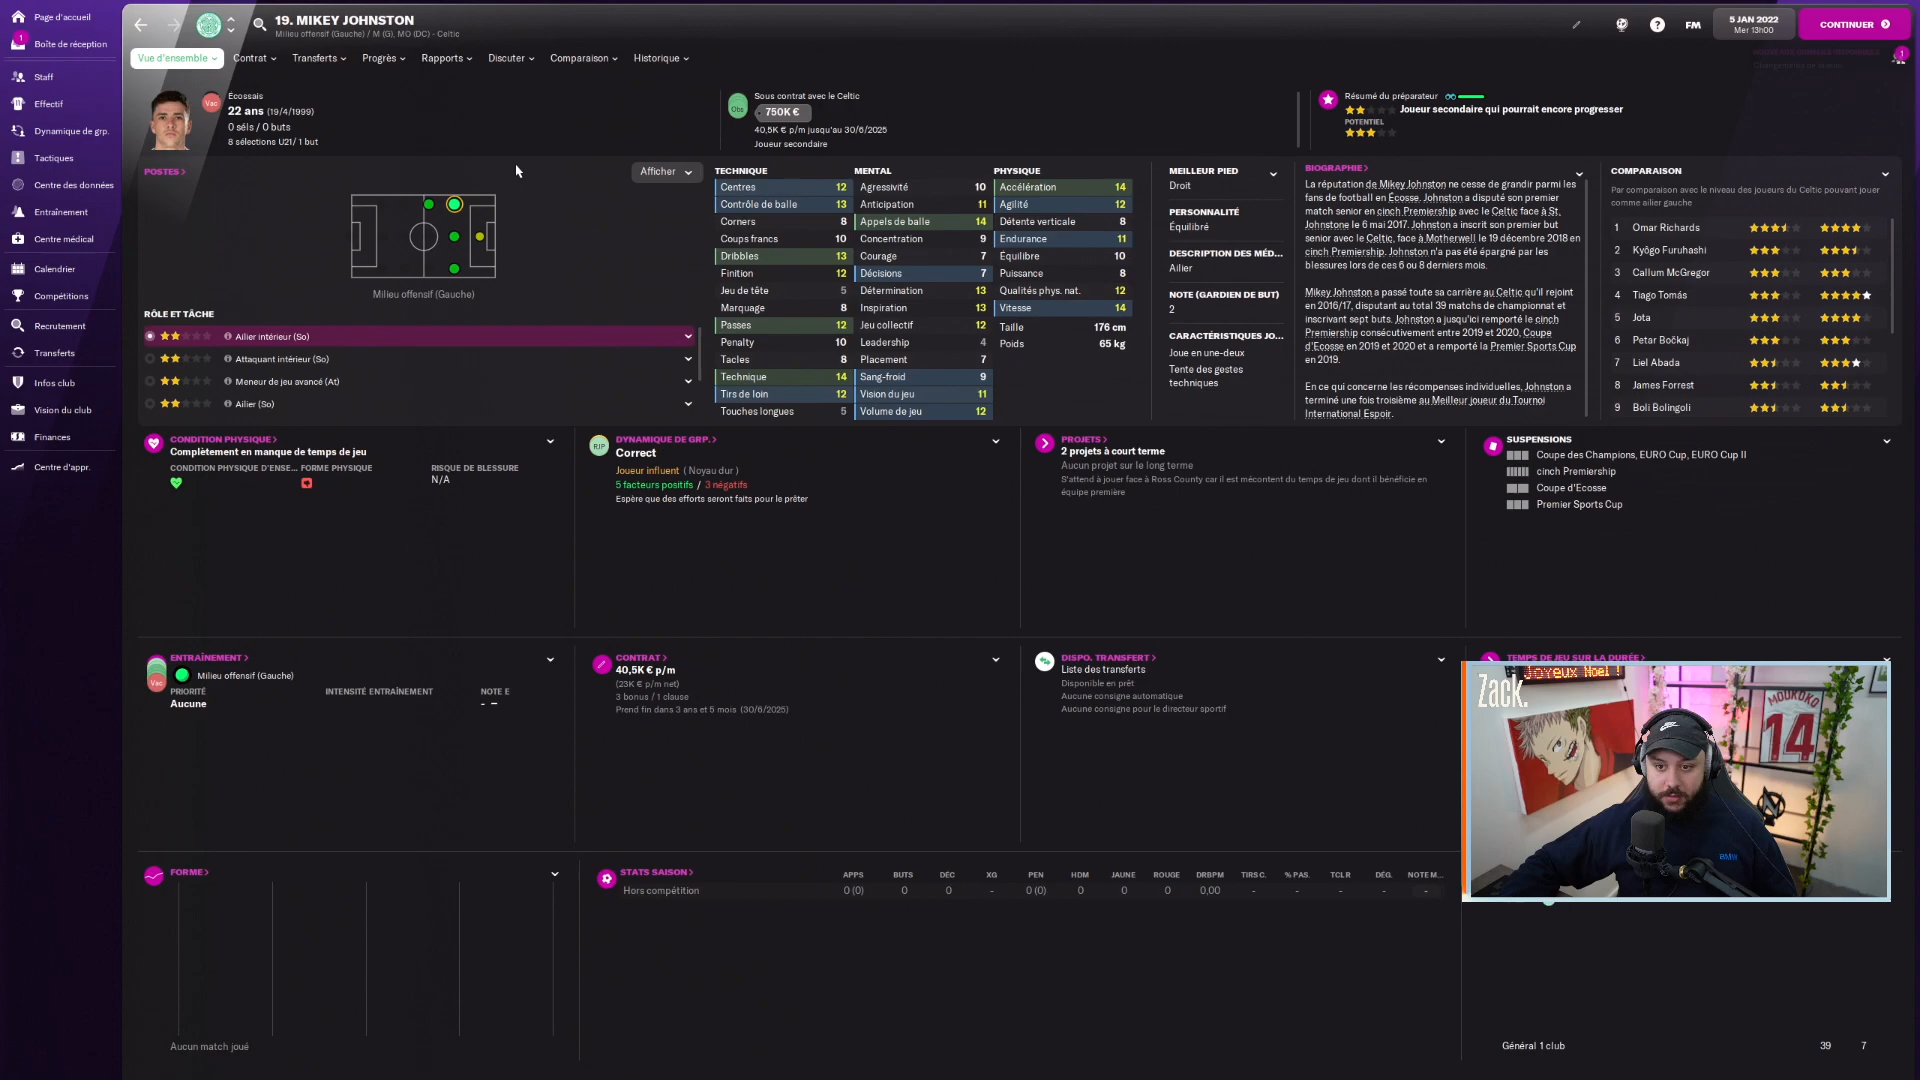 Page d'accueil
1
Boîte de réception
Staff
Effectif
Dynamique de grp.
Tactiques
Centre des données
Entraînement
Centre médical
Calendrier
Compétitions
Recrutement
Transferts
Infos club
Vision du club
Finances
Centre d'appr.
19. MIKEY JOHNSTON
Milieu offensif (Gauche) / M (G), MO (DC) - Celtic
?
FM
5 JAN 2022
Mer 13h00
CONTINUER
1
Vue d'ensemble
Contrat
Transferts
Progrès
Rapports
Discuter
Comparaison
Historique
Vac
Écossais
22 ans (19/4/1999)
0 séls / 0 buts
8 sélections U21/ 1 but
Obs
Sous contrat avec le Celtic
750K €
40,5K € p/m jusqu'au 30/6/2025
Joueur secondaire
Résumé du préparateur
Joueur secondaire qui pourrait encore progresser
POTENTIEL
POSTES >
Afficher
Milieu offensif (Gauche)
RÔLE ET TÂCHE
Ailier intérieur (So)
Attaquant intérieur (So)
Meneur de jeu avancé (At)
Ailier (So)
TECHNIQUE
Centres 12
Contrôle de balle 13
Corners 8
Coups francs 10
Dribbles 13
Finition 12
Jeu de tête 5
Marquage 8
Passes 12
Penalty 10
Tacles 8
Technique 14
Tirs de loin 12
Touches longues 5
MENTAL
Agressivité 10
Anticipation 11
Appels de balle 14
Concentration 9
Courage 7
Décisions 7
Détermination 13
Inspiration 13
Jeu collectif 12
Leadership 4
Placement 7
Sang-froid 9
Vision du jeu 11
Volume de jeu 12
PHYSIQUE
Accélération 14
Agilité 12
Détente verticale 8
Endurance 11
Équilibre 10
Puissance 8
Qualités phys. nat. 12
Vitesse 14
Taille 176 cm
Poids 65 kg
MEILLEUR PIED
Droit
PERSONNALITÉ
Équilibré
DESCRIPTION DES MÉD...
Ailier
NOTE (GARDIEN DE BUT)
2
CARACTÉRISTIQUES JO...
Joue en une-deux
Tente des gestes
techniques
BIOGRAPHIE >
La réputation de Mikey Johnston ne cesse de grandir parmi les
fans de football en Écosse. Johnston a disputé son premier
match senior en cinch Premiership avec le Celtic face à St.
Johnstone le 6 mai 2017. Johnston a inscrit son premier but
senior avec le Celtic, face à Motherwell le 19 décembre 2018 en
cinch Premiership. Johnston n'a pas été épargné par les
blessures lors de ces 6 ou 8 derniers mois.
Mikey Johnston a passé toute sa carrière au Celtic qu'il rejoint
en 2016/17, disputant au total 39 matchs de championnat et
inscrivant sept buts. Johnston a jusqu'ici remporté le cinch
Premiership consécutivement entre 2019 et 2020, Coupe
d'Ecosse en 2019 et 2020 et a remporté la Premier Sports Cup
en 2019.
En ce qui concerne les récompenses individuelles, Johnston a
terminé une fois troisième au Meilleur joueur du Tournoi
International Espoir.
COMPARAISON
Par comparaison avec le niveau des joueurs du Celtic pouvant jouer
comme ailier gauche
1 Omar Richards
2 Kyôgo Furuhashi
3 Callum McGregor
4 Tiago Tomás
5 Jota
6 Petar Bočkaj
7 Liel Abada
8 James Forrest
9 Boli Bolingoli
CONDITION PHYSIQUE >
Complètement en manque de temps de jeu
CONDITION PHYSIQUE D'ENSE... FORME PHYSIQUE RISQUE DE BLESSURE
N/A
DYNAMIQUE DE GRP. >
Correct
Joueur influent ( Noyau dur )
5 facteurs positifs / 3 négatifs
Espère que des efforts seront faits pour le prêter
PROJETS >
2 projets à court terme
Aucun projet sur le long terme
S'attend à jouer face à Ross County car il est mécontent du temps de jeu dont il bénéficie en
équipe première
SUSPENSIONS
Coupe des Champions, EURO Cup, EURO Cup II
cinch Premiership
Coupe d'Ecosse
Premier Sports Cup
ENTRAÎNEMENT >
Vac
Milieu offensif (Gauche)
PRIORITÉ INTENSITÉ ENTRAÎNEMENT NOTE E
Aucune - –
CONTRAT >
40,5K € p/m
(23K € p/m net)
3 bonus / 1 clause
Prend fin dans 3 ans et 5 mois (30/6/2025)
DISPO. TRANSFERT >
Liste des transferts
Disponible en prêt
Aucune consigne automatique
Aucune consigne pour le directeur sportif
TEMPS DE JEU SUR LA DURÉE >
Joyeux Noël !
Zack.
MOUKOKO
14
BMW
FORME >
Aucun match joué
STATS SAISON >
APPS BUTS DÉC XG PEN HDM JAUNE ROUGE DRBPM TIRS C. % PAS. TCLR DÉG. NOTE M...
Hors compétition 0 (0) 0 0 - 0 (0) 0 0 0 0,00 - - - - -
Général 1 club 39 7